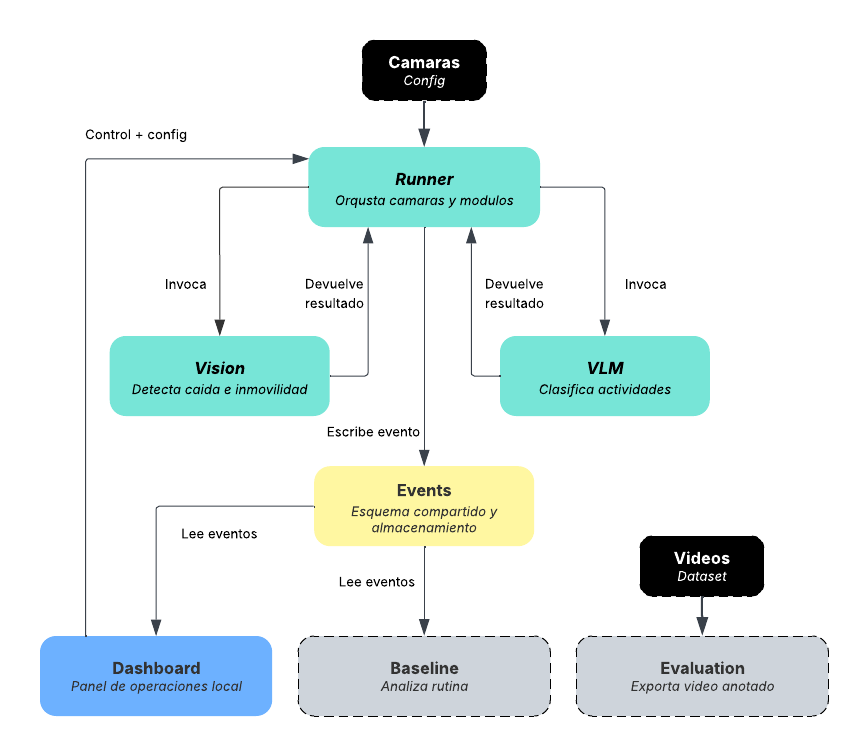 Camaras
Config
Control + config
Runner
Orqusta camaras y modulos
Invoca
Devuelve
resultado
Devuelve
resultado
Invoca
Vision
Detecta caida e inmovilidad
VLM
Clasifica actividades
Escribe evento
Events
Esquema compartido y
almacenamiento
Lee eventos
Lee eventos
Videos
Dataset
Dashboard
Panel de operaciones local
Baseline
Analiza rutina
Evaluation
Exporta video anotado